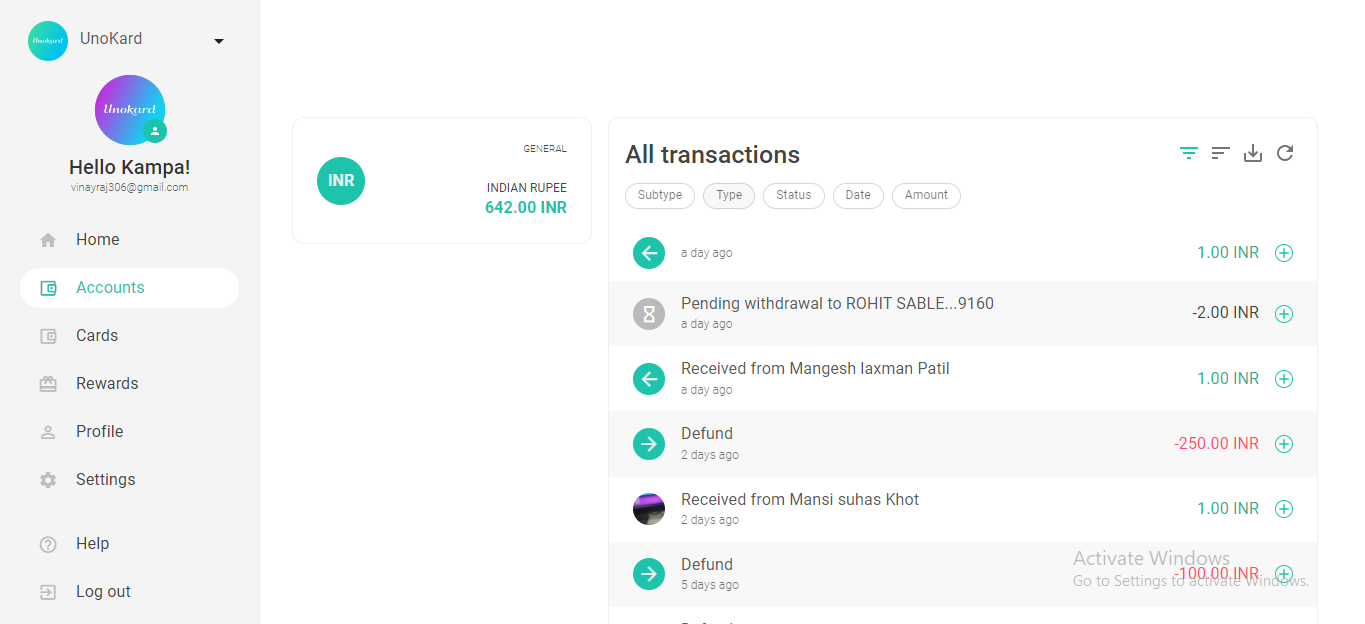 Unokard
UnoKard
Unokard
Hello Kampa!
vinayraj306@gmail.com
Home
Accounts
Cards
Rewards
Profile
Settings
Help
Log out
GENERAL
INR
INDIAN RUPEE
642.00 INR
All transactions
Subtype Type Status Date Amount
a day ago 1.00 INR
Pending withdrawal to ROHIT SABLE...9160
-2.00 INR
a day ago
Received from Mangesh laxman Patil
1.00 INR
a day ago
Defund
-250.00 INR
2 days ago
Received from Mansi suhas Khot
1.00 INR
2 days ago
Defund
-100.00 INR
5 days ago
Activate Windows
Go to Settings to activate Windows.